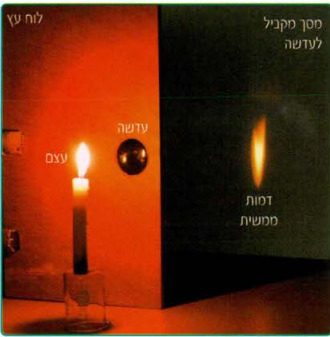 לוח עץ
מסך מקביל
לעדשה
עדשה
עצם
דמות
ממשית